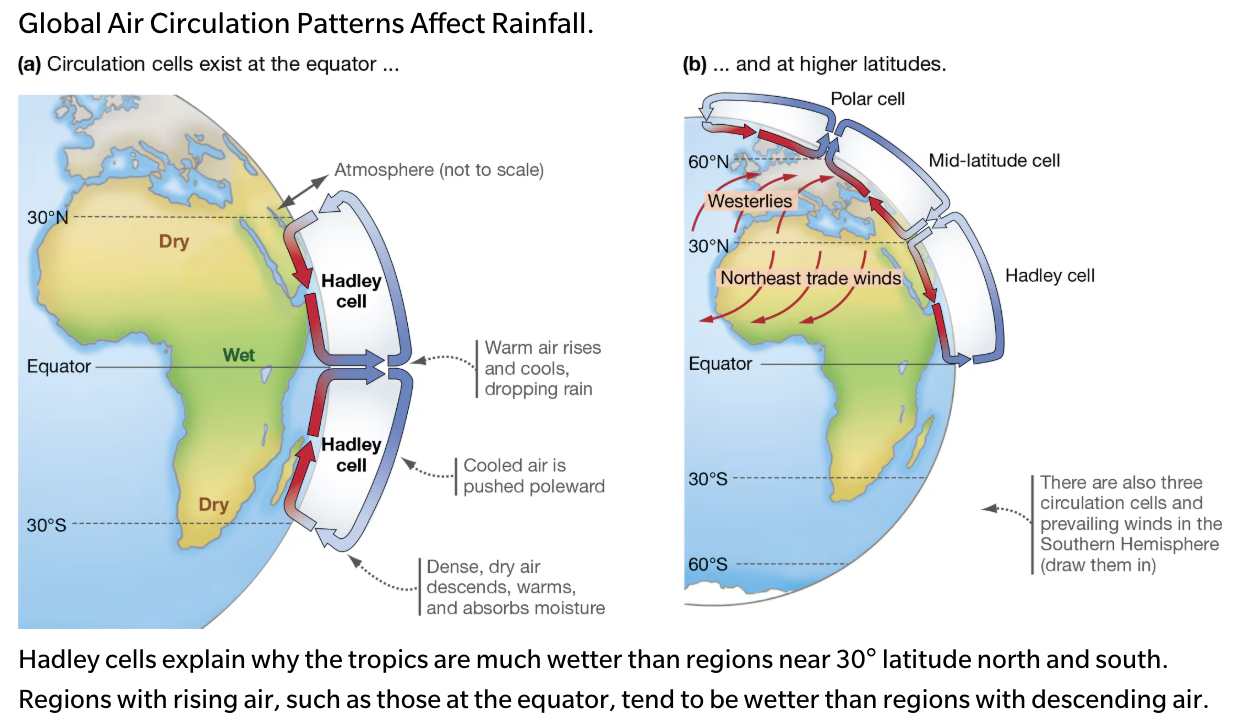 Global Air Circulation Patterns Affect Rainfall.
(a) Circulation cells exist at the equator ...
Atmosphere (not to scale)
30°N
Dry
Hadley
cell
Wet
Equator
Warm air rises
and cools,
dropping rain
Hadley
cell
Cooled air is
pushed poleward
Dry
30°S
Dense, dry air
descends, warms,
and absorbs moisture
(b) ... and at higher latitudes.
Polar cell
60°N
Mid-latitude cell
Westerlies
30°N
Northeast trade winds
Hadley cell
Equator
30°S
There are also three
circulation cells and
prevailing winds in the
Southern Hemisphere
(draw them in)
60°S
Hadley cells explain why the tropics are much wetter than regions near 30° latitude north and south.
Regions with rising air, such as those at the equator, tend to be wetter than regions with descending air.